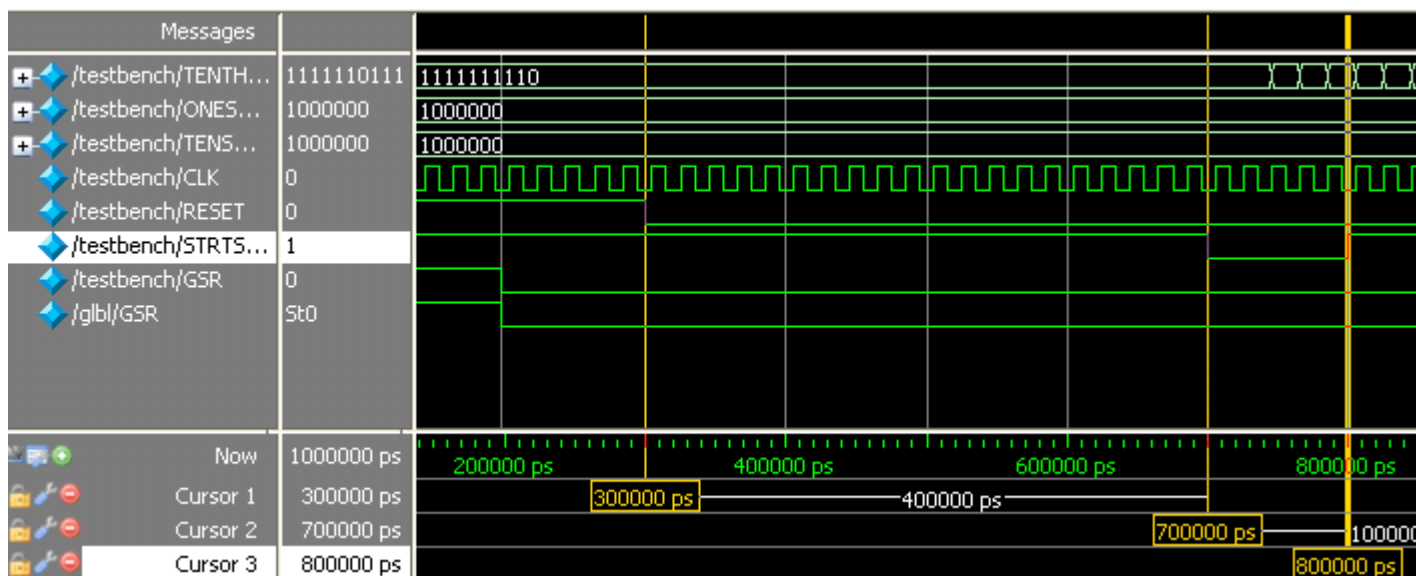 Messages
/testbench/TENTH... 1111110111 1111111110
/testbench/ONES... 1000000 1000000
/testbench/TENS... 1000000 1000000
/testbench/CLK 0
/testbench/RESET 0
/testbench/STRTS... 1
/testbench/GSR 0
/glbl/GSR St0
Now 1000000 ps 200000 ps 400000 ps 600000 ps 800000 ps
Cursor 1 300000 ps 300000 ps 400000 ps
Cursor 2 700000 ps 700000 ps 100000
Cursor 3 800000 ps 800000 ps